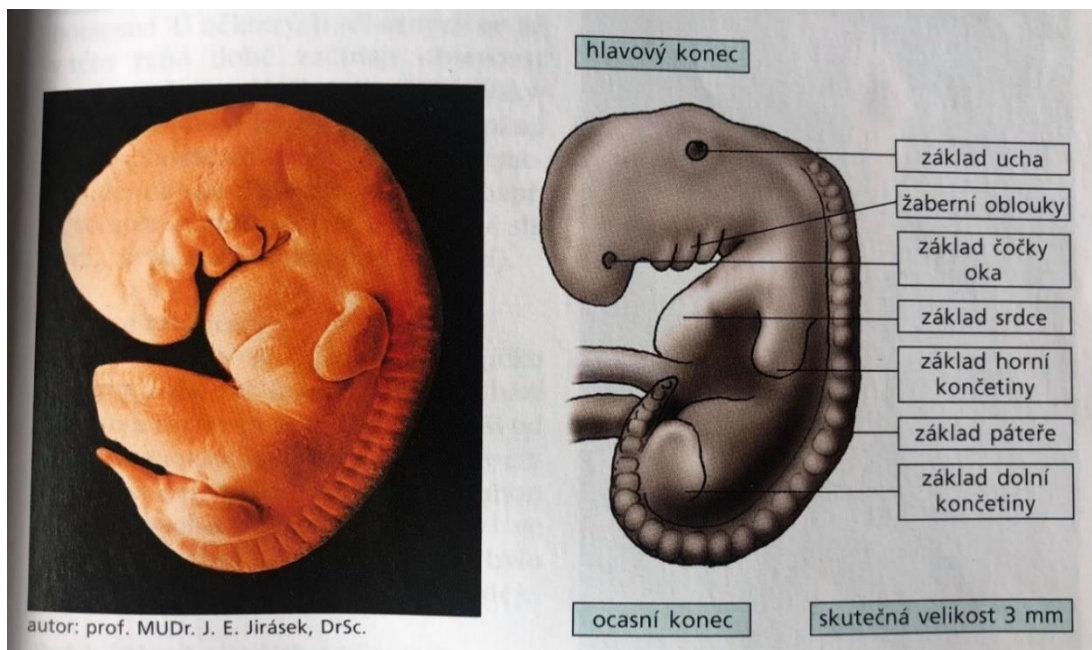 hlavový konec
základ ucha
žaberní oblouky
základ čočky
oka
základ srdce
základ horní
končetiny
základ páteře
základ dolní
končetiny
ocasní konec
skutečná velikost 3 mm
autor: prof. MUDr. J. E. Jirásek, DrSc.